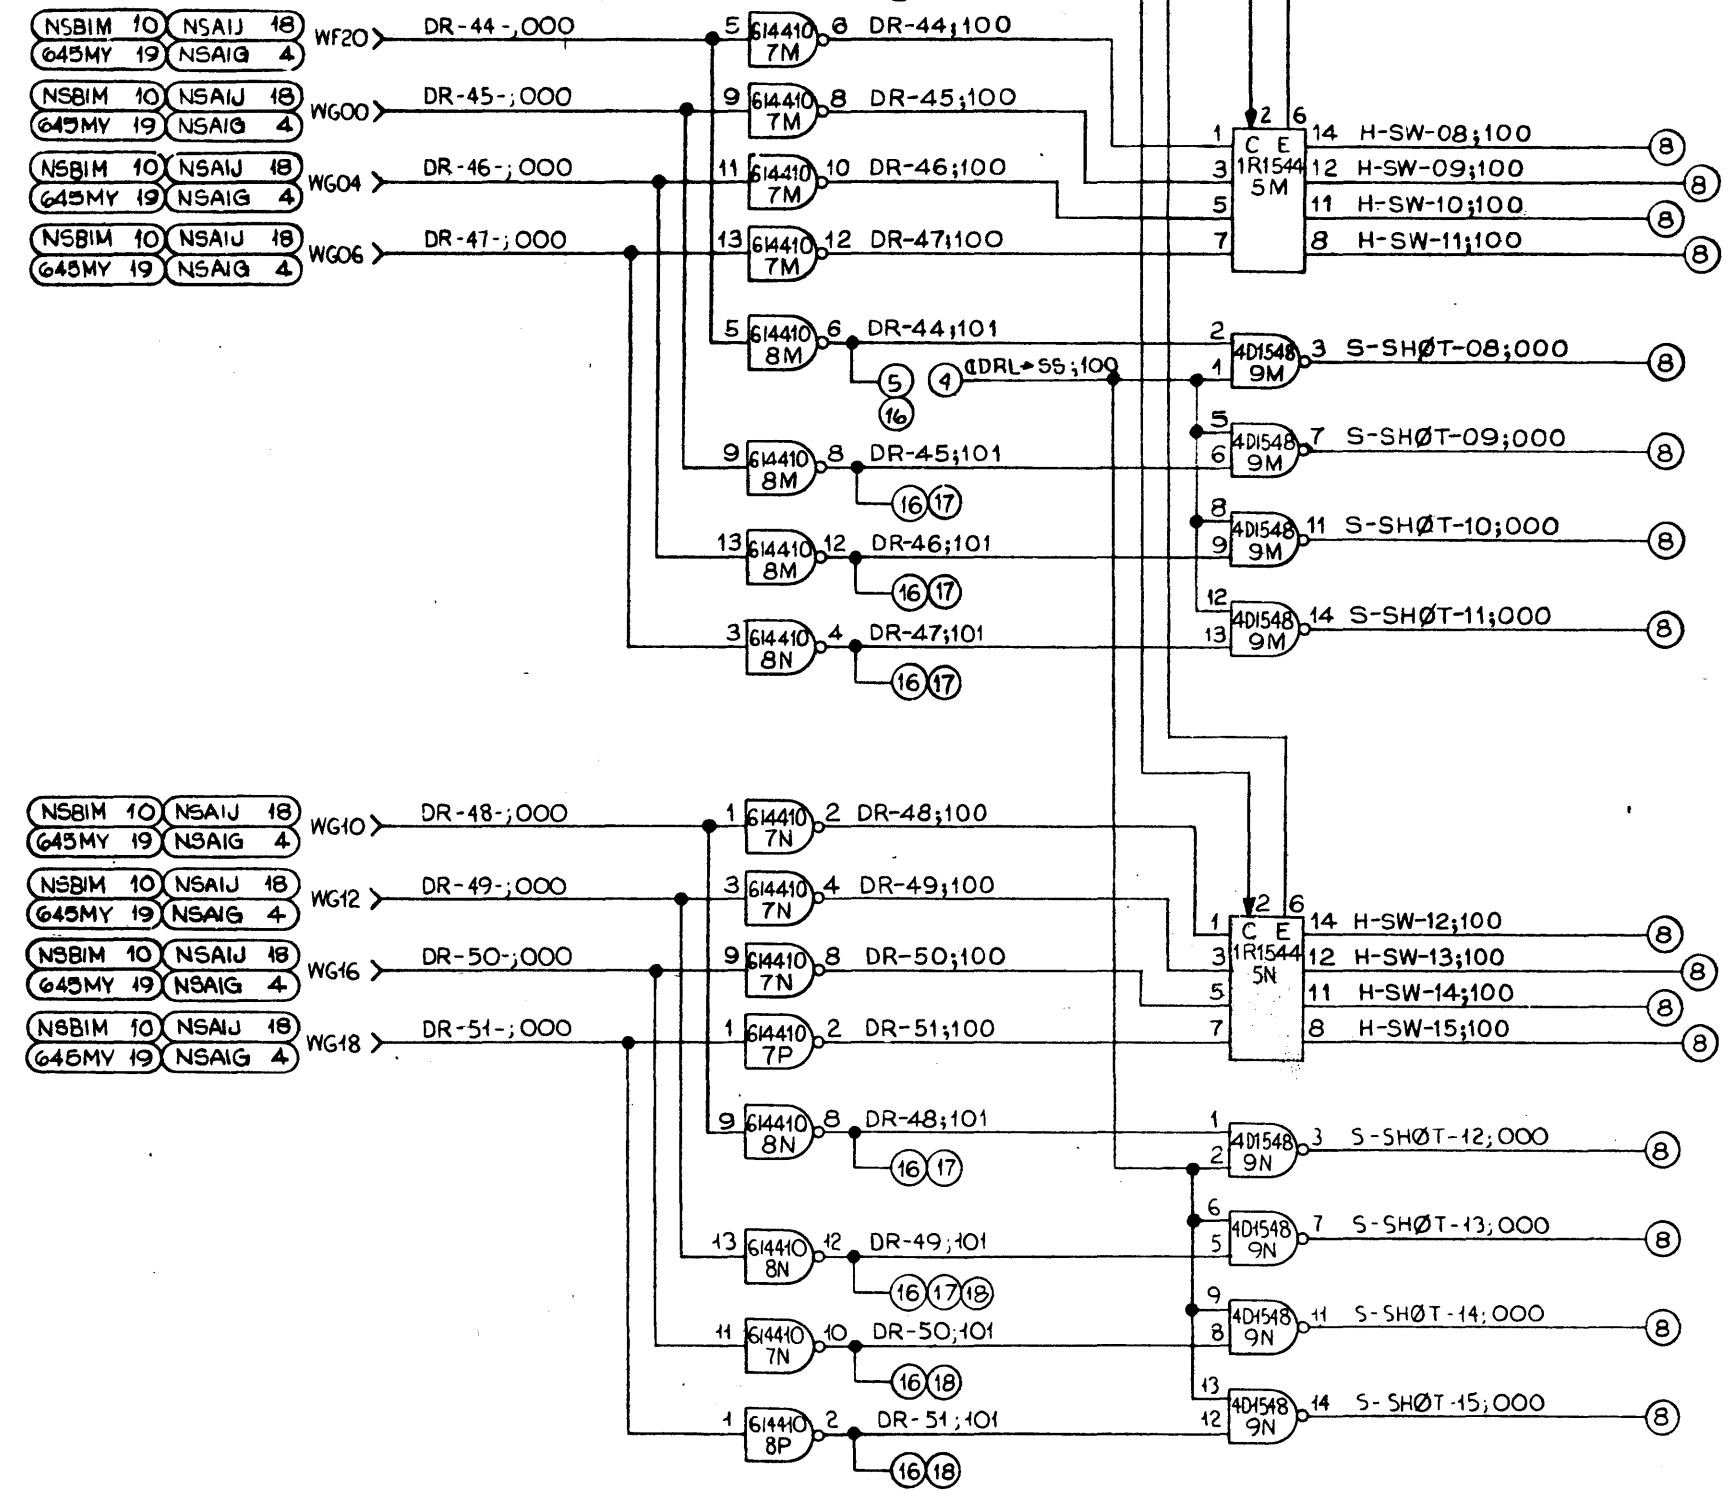 NSBIM 10 NSAIJ 18
645MY 19 NSAIG 4
WF20 DR-44-;000 5 614410 7M 6 DR-44;100
NSBIM 10 NSAIJ 18
645MY 19 NSAIG 4
WG00 DR-45-;000 9 614410 7M 8 DR-45;100
NSBIM 10 NSAIJ 18
645MY 19 NSAIG 4
WG04 DR-46-;000 11 614410 7M 10 DR-46;100
NSBIM 10 NSAIJ 18
645MY 19 NSAIG 4
WG06 DR-47-;000 13 614410 7M 12 DR-47;100
2 6
C E
1R1544
5M
1 14 H-SW-08;100 8
3 12 H-SW-09;100 8
5 11 H-SW-10;100 8
7 8 H-SW-11;100 8
5 614410 8M 6 DR-44;101
5 16
4 CDRL→SS;100
2 1 4D1548 9M 3 S-SHØT-08;000 8
9 614410 8M 8 DR-45;101
16 17
5 6 4D1548 9M 7 S-SHØT-09;000 8
13 614410 8M 12 DR-46;101
16 17
8 9 4D1548 9M 11 S-SHØT-10;000 8
3 614410 8N 4 DR-47;101
16 17
12 13 4D1548 9M 14 S-SHØT-11;000 8
NSBIM 10 NSAIJ 18
645MY 19 NSAIG 4
WG10 DR-48-;000 1 614410 7N 2 DR-48;100
NSBIM 10 NSAIJ 18
645MY 19 NSAIG 4
WG12 DR-49-;000 3 614410 7N 4 DR-49;100
NSBIM 10 NSAIJ 18
645MY 19 NSAIG 4
WG16 DR-50-;000 9 614410 7N 8 DR-50;100
NSBIM 10 NSAIJ 18
645MY 19 NSAIG 4
WG18 DR-51-;000 1 614410 7P 2 DR-51;100
2 6
C E
1R1544
5N
1 14 H-SW-12;100 8
3 12 H-SW-13;100 8
5 11 H-SW-14;100 8
7 8 H-SW-15;100 8
9 614410 8N 8 DR-48;101
16 17
1 2 4D1548 9N 3 S-SHØT-12;000 8
13 614410 8N 12 DR-49;101
16 17 18
6 5 4D1548 9N 7 S-SHØT-13;000 8
11 614410 7N 10 DR-50;101
16 18
9 8 4D1548 9N 11 S-SHØT-14;000 8
1 614410 8P 2 DR-51;101
16 18
13 12 4D1548 9N 14 S-SHØT-15;000 8